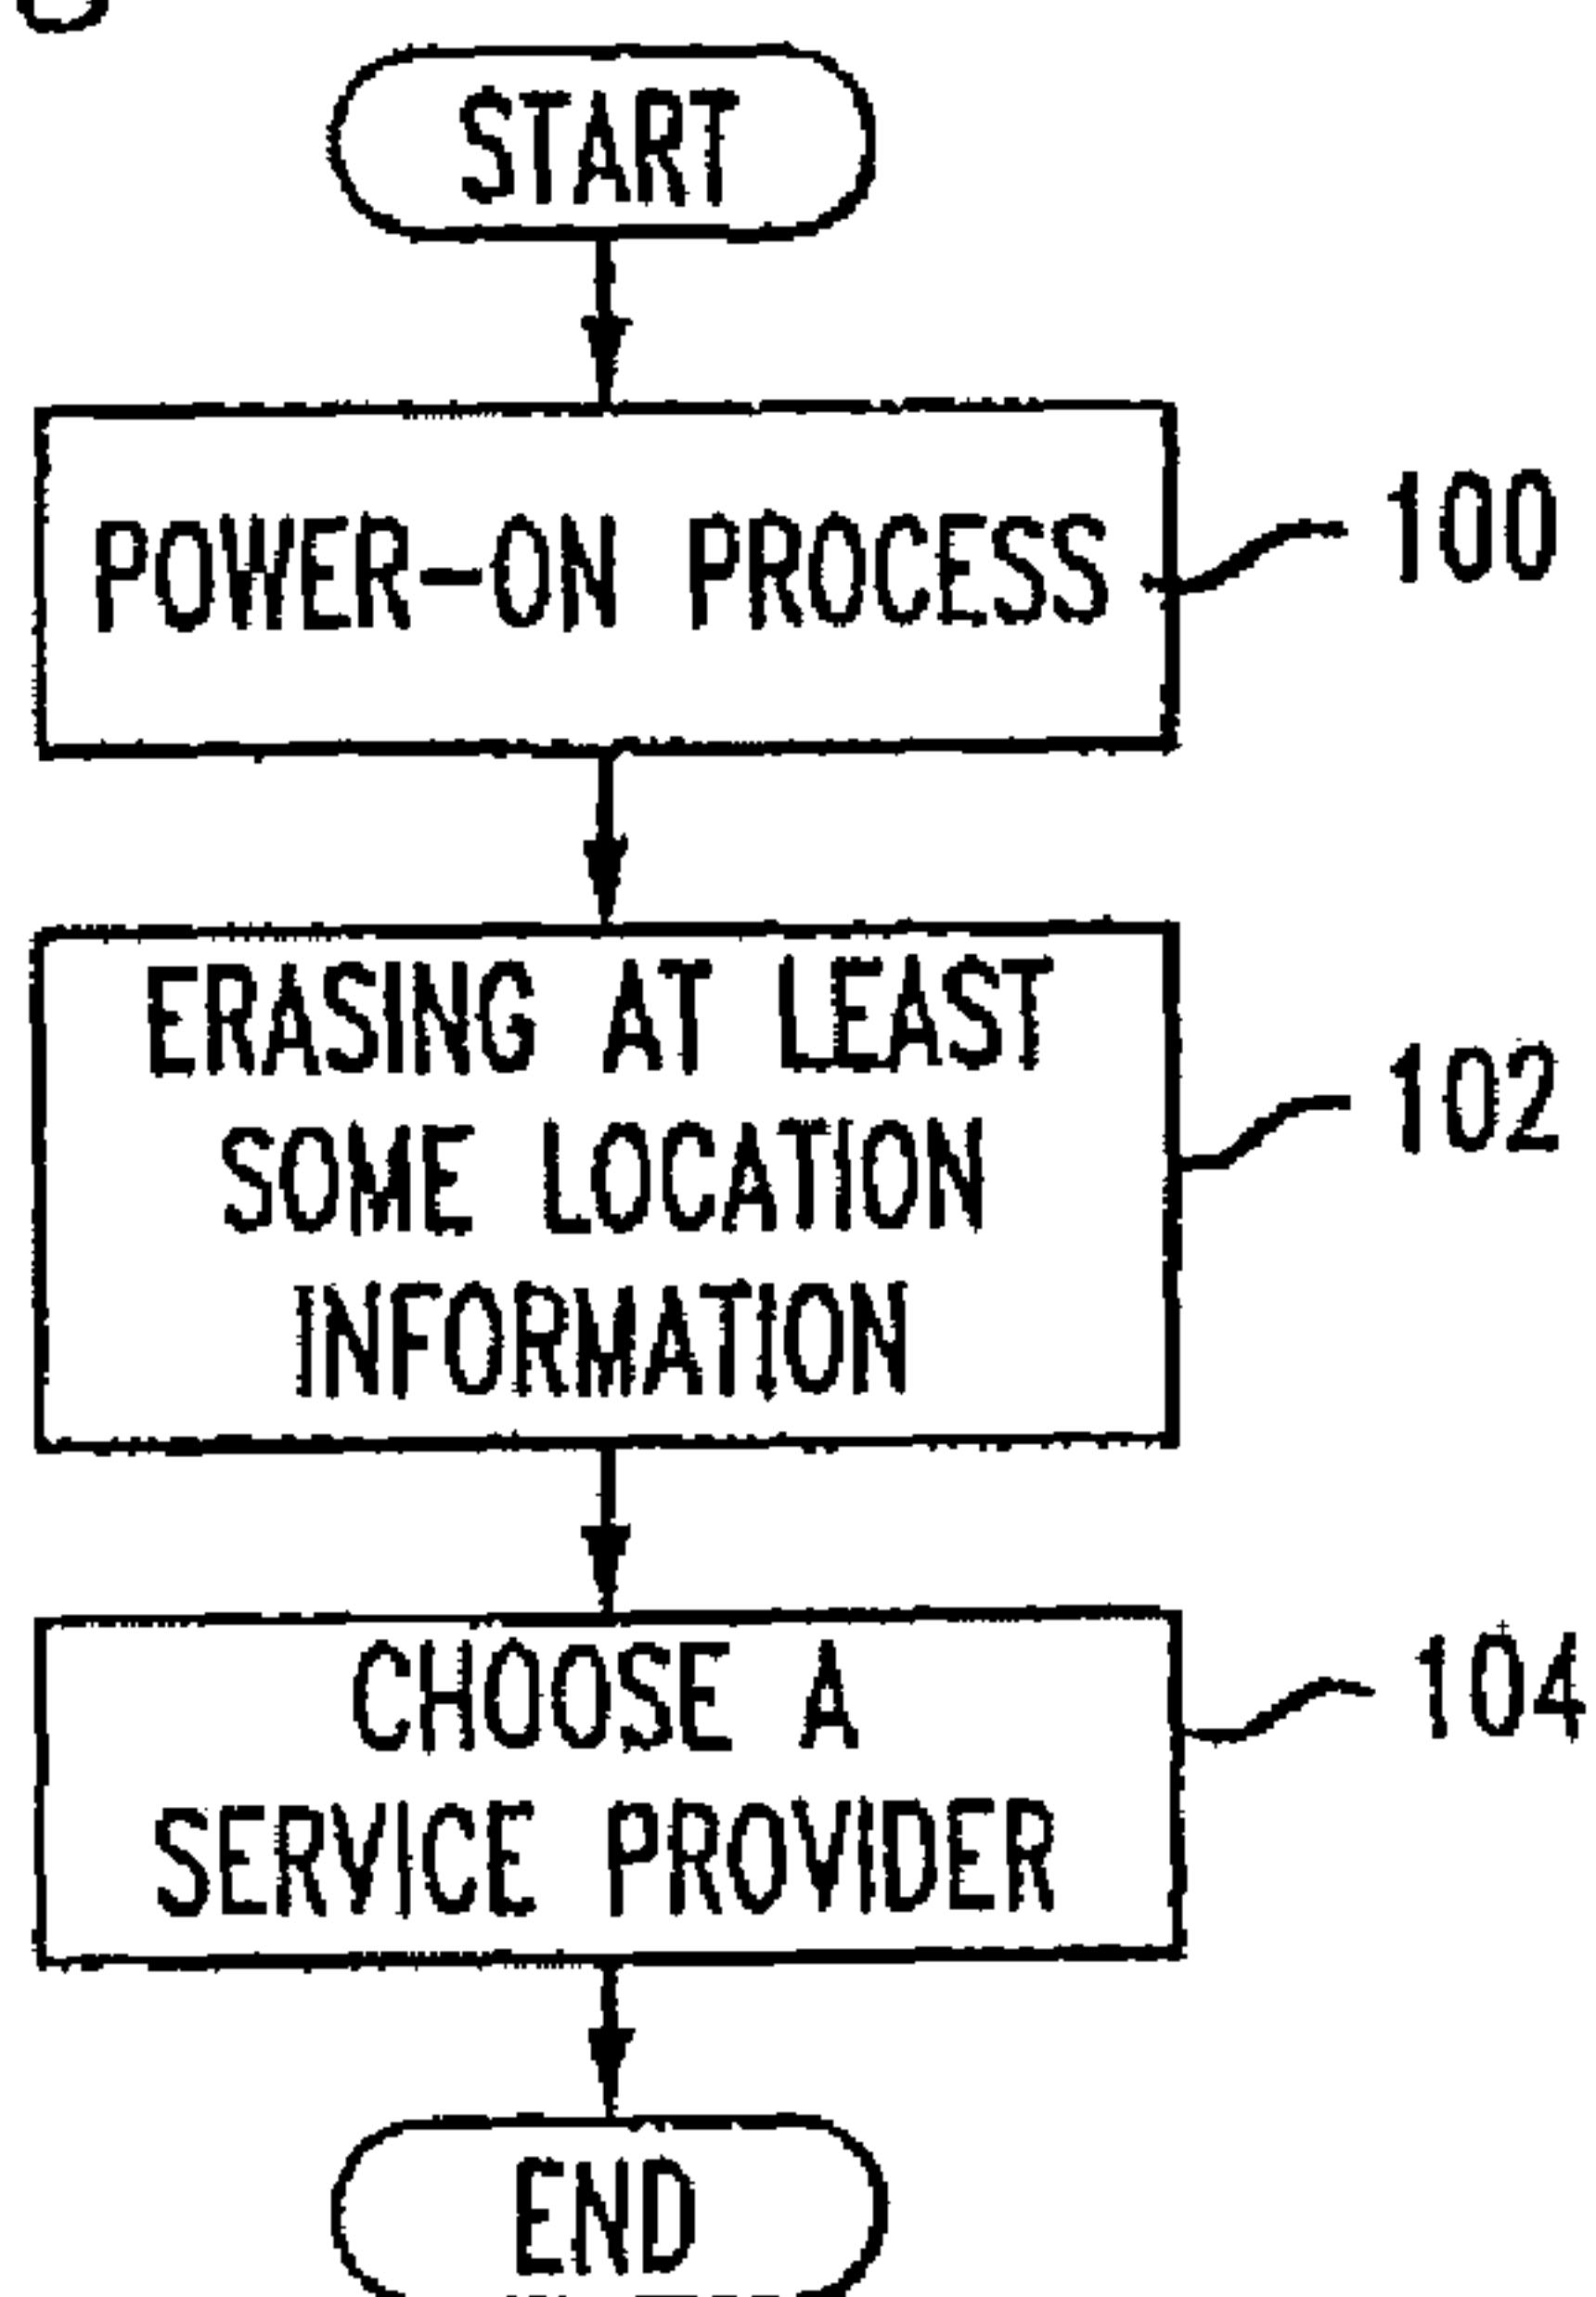 START
POWER-ON PROCESS
100
ERASING AT LEAST
SOME LOCATION
INFORMATION
102
CHOOSE A
SERVICE PROVIDER
104
END